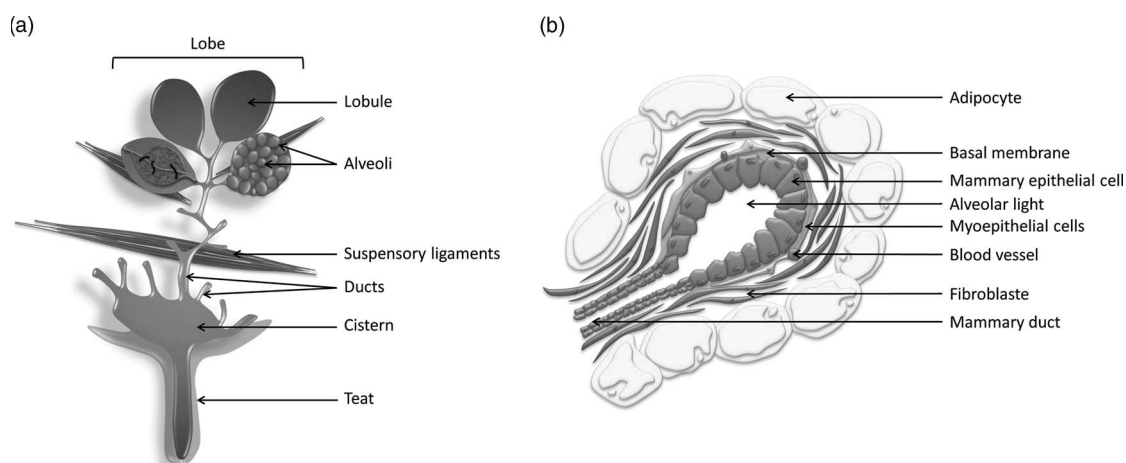 (a)
Lobe
Lobule
Alveoli
Suspensory ligaments
Ducts
Cistern
Teat
(b)
Adipocyte
Basal membrane
Mammary epithelial cell
Alveolar light
Myoepithelial cells
Blood vessel
Fibroblaste
Mammary duct